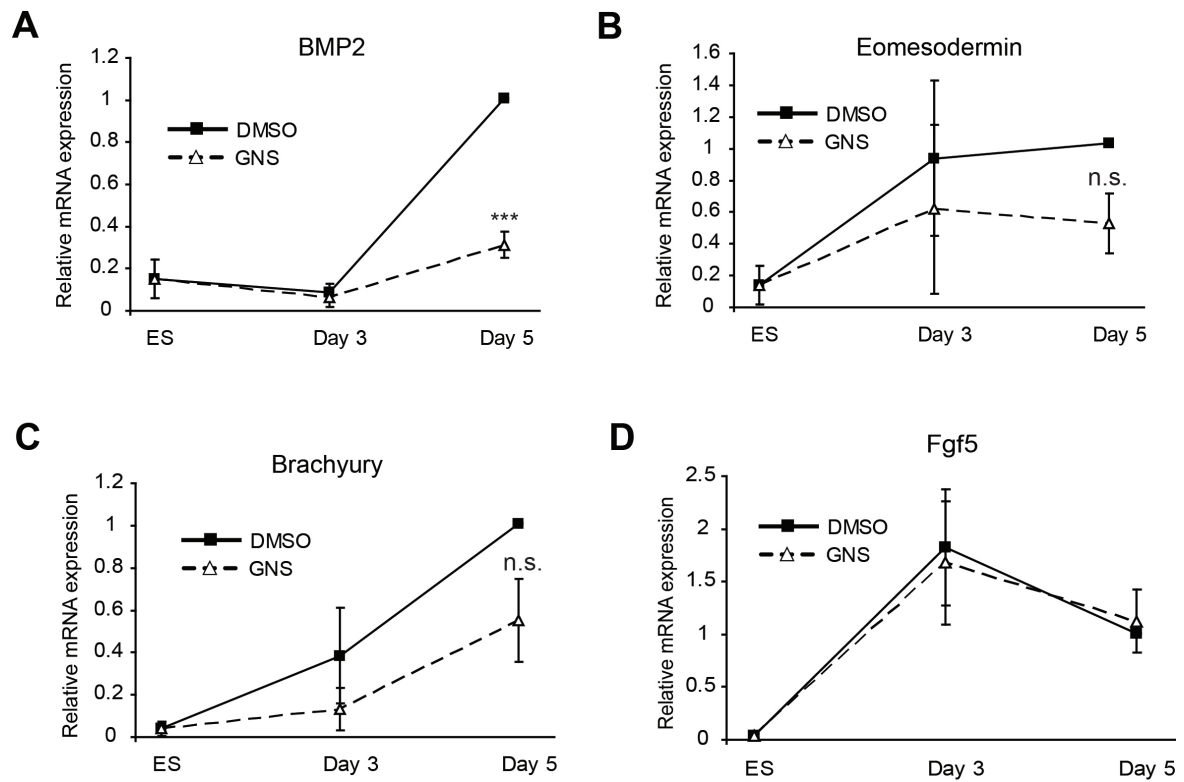 A
BMP2
Relative mRNA expression
1.2
1
0.8
0.6
0.4
0.2
0
DMSO
GNS
***
ES
Day 3
Day 5
B
Eomesodermin
Relative mRNA expression
1.6
1.4
1.2
1
0.8
0.6
0.4
0.2
0
DMSO
GNS
n.s.
ES
Day 3
Day 5
C
Brachyury
Relative mRNA expression
1.2
1
0.8
0.6
0.4
0.2
0
DMSO
GNS
n.s.
ES
Day 3
Day 5
D
Fgf5
Relative mRNA expression
2.5
2
1.5
1
0.5
0
DMSO
GNS
ES
Day 3
Day 5